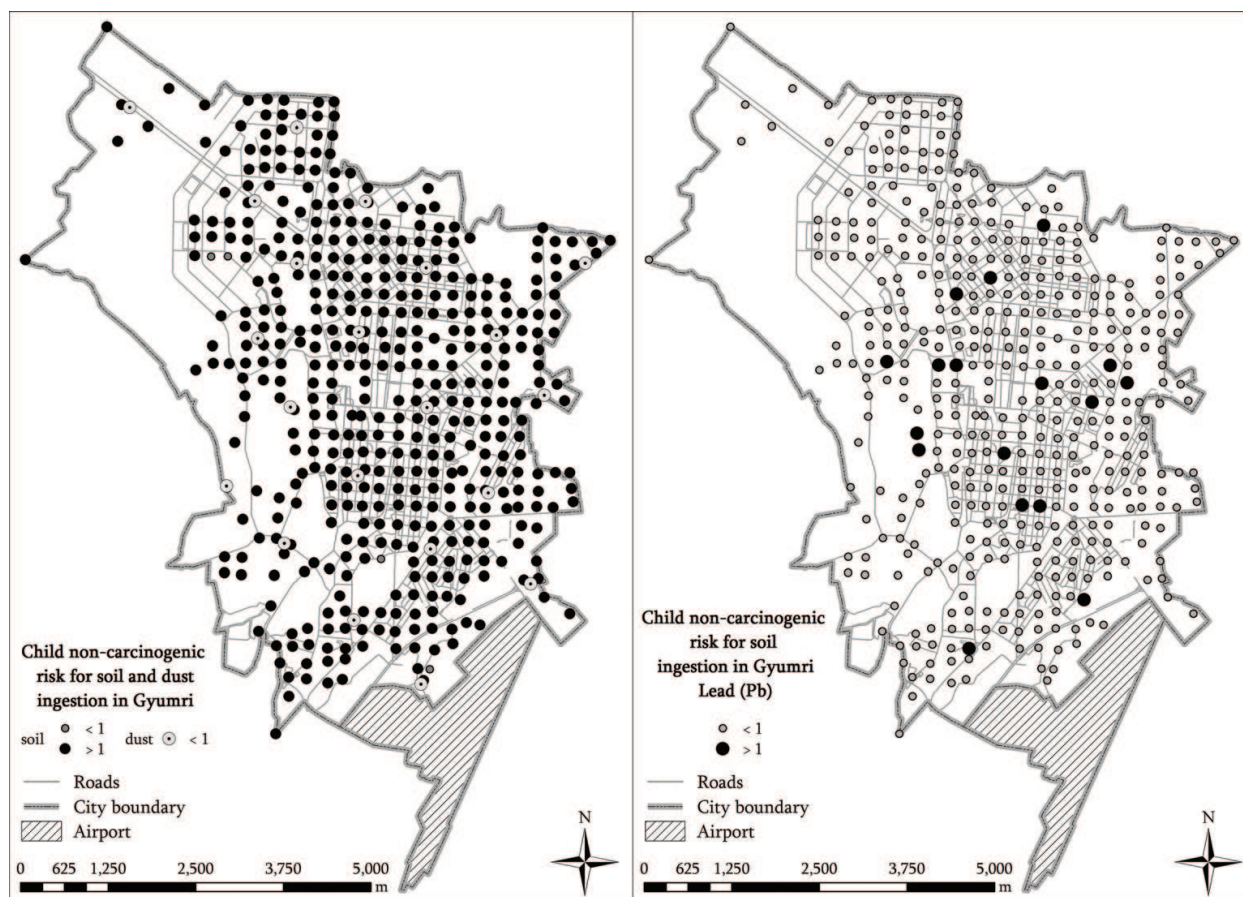 Child non-carcinogenic
risk for soil and dust
ingestion in Gyumri
soil < 1 dust < 1
> 1
Roads
City boundary
Airport
N
0 625 1,250 2,500 3,750 5,000
m
Child non-carcinogenic
risk for soil
ingestion in Gyumri
Lead (Pb)
< 1
> 1
Roads
City boundary
Airport
N
0 625 1,250 2,500 3,750 5,000
m